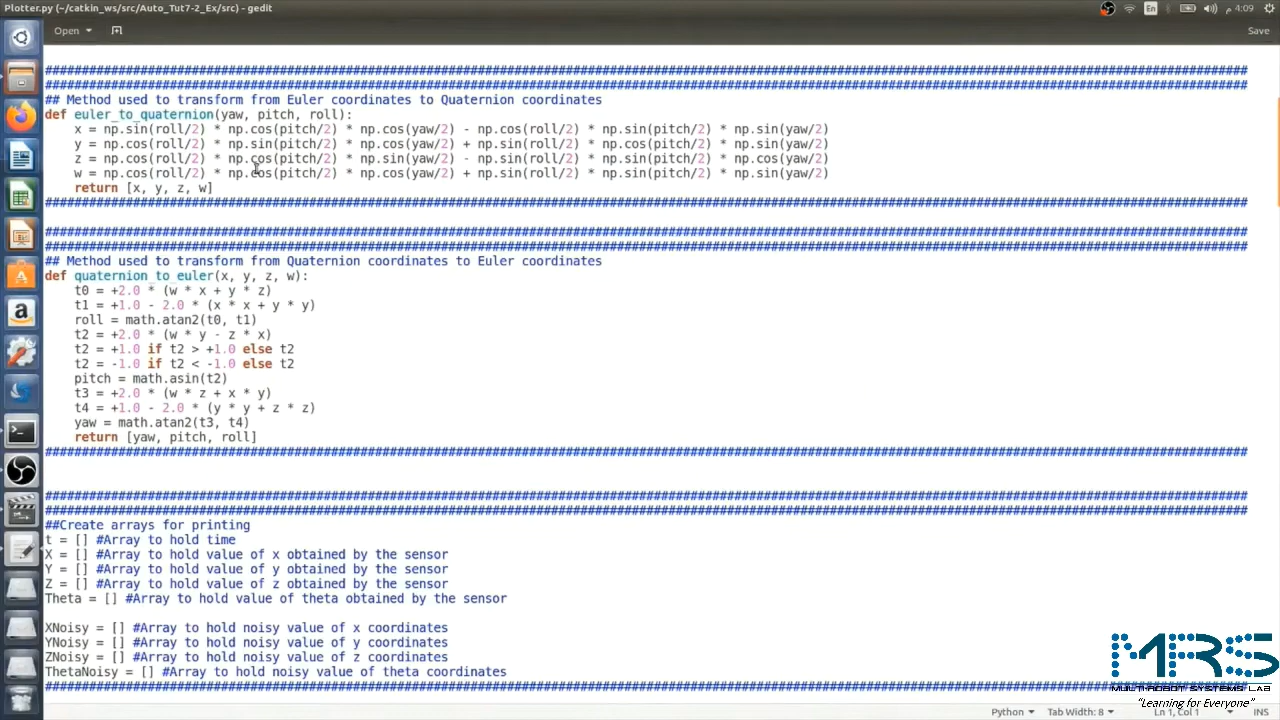 Plotter.py (~/catkin_ws/src/Auto_Tut7-2_Ex/src) - gedit
En
4:09 م
Open
Save
## Method used to transform from Euler coordinates to Quaternion coordinates
def euler_to_quaternion(yaw, pitch, roll):
    x = np.sin(roll/2) * np.cos(pitch/2) * np.cos(yaw/2) - np.cos(roll/2) * np.sin(pitch/2) * np.sin(yaw/2)
    y = np.cos(roll/2) * np.sin(pitch/2) * np.cos(yaw/2) + np.sin(roll/2) * np.cos(pitch/2) * np.sin(yaw/2)
    z = np.cos(roll/2) * np.cos(pitch/2) * np.sin(yaw/2) - np.sin(roll/2) * np.sin(pitch/2) * np.cos(yaw/2)
    w = np.cos(roll/2) * np.cos(pitch/2) * np.cos(yaw/2) + np.sin(roll/2) * np.sin(pitch/2) * np.sin(yaw/2)
    return [x, y, z, w]
## Method used to transform from Quaternion coordinates to Euler coordinates
def quaternion_to_euler(x, y, z, w):
    t0 = +2.0 * (w * x + y * z)
    t1 = +1.0 - 2.0 * (x * x + y * y)
    roll = math.atan2(t0, t1)
    t2 = +2.0 * (w * y - z * x)
    t2 = +1.0 if t2 > +1.0 else t2
    t2 = -1.0 if t2 < -1.0 else t2
    pitch = math.asin(t2)
    t3 = +2.0 * (w * z + x * y)
    t4 = +1.0 - 2.0 * (y * y + z * z)
    yaw = math.atan2(t3, t4)
    return [yaw, pitch, roll]
##Create arrays for printing
t = [] #Array to hold time
X = [] #Array to hold value of x obtained by the sensor
Y = [] #Array to hold value of y obtained by the sensor
Z = [] #Array to hold value of z obtained by the sensor
Theta = [] #Array to hold value of theta obtained by the sensor
XNoisy = [] #Array to hold noisy value of x coordinates
YNoisy = [] #Array to hold noisy value of y coordinates
ZNoisy = [] #Array to hold noisy value of z coordinates
ThetaNoisy = [] #Array to hold noisy value of theta coordinates
MRS
MULTI-ROBOT SYSTEMS LAB
"Learning for Everyone"
Python
Tab Width: 8
Ln 1, Col 1
INS